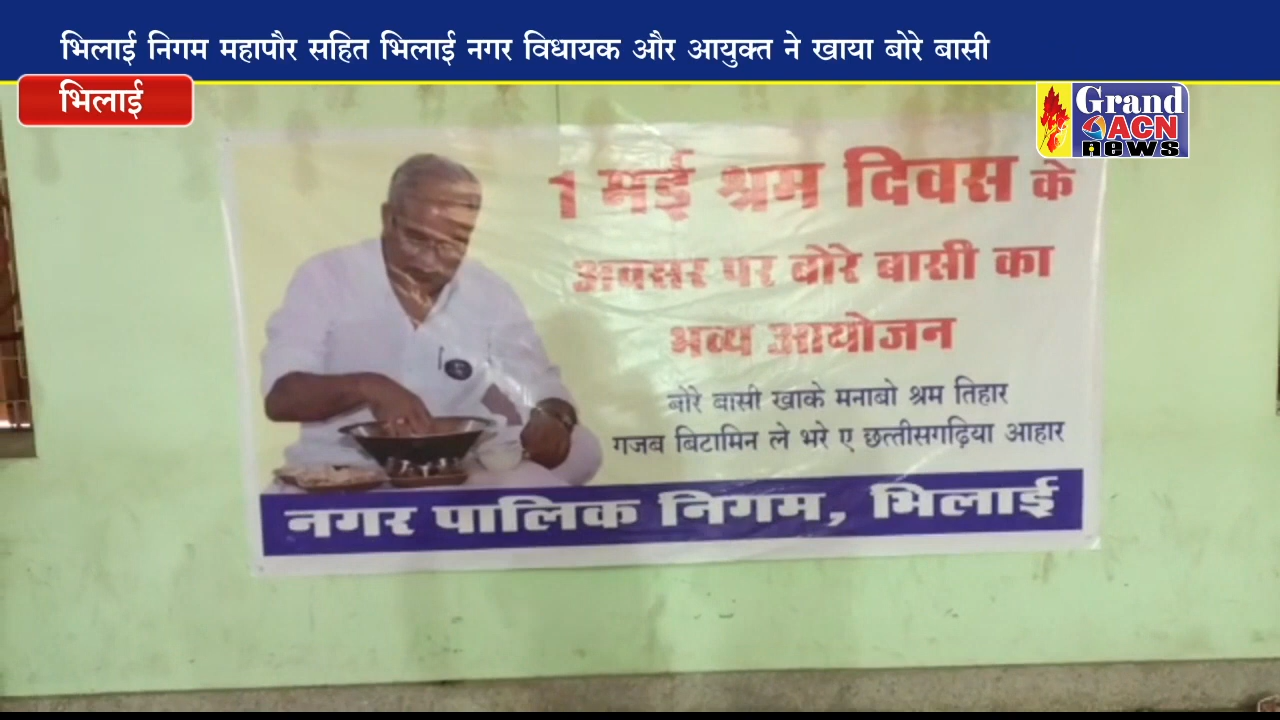 भिलाई निगम महापौर सहित भिलाई नगर विधायक और आयुक्त ने खाया बोरे बासी
भिलाई
Grand
ACN
news
1 मई श्रम दिवस के
अवसर पर बोरे बासी का
भव्य आयोजन
बोरे बासी खाके मनाबो श्रम तिहार
गजब बिटामिन ले भरे ए छत्तीसगढ़िया आहार
नगर पालिक निगम, भिलाई